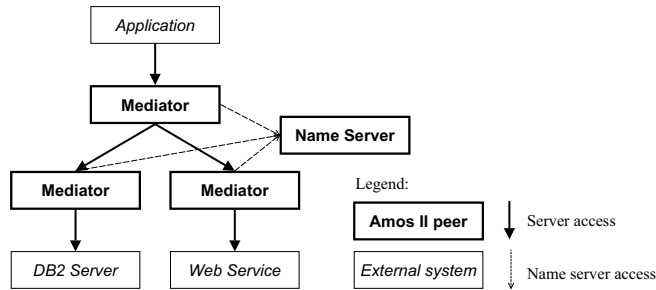 Application
Mediator
Name Server
Mediator
Mediator
Legend:
Amos II peer
Server access
DB2 Server
Web Service
External system
Name server access